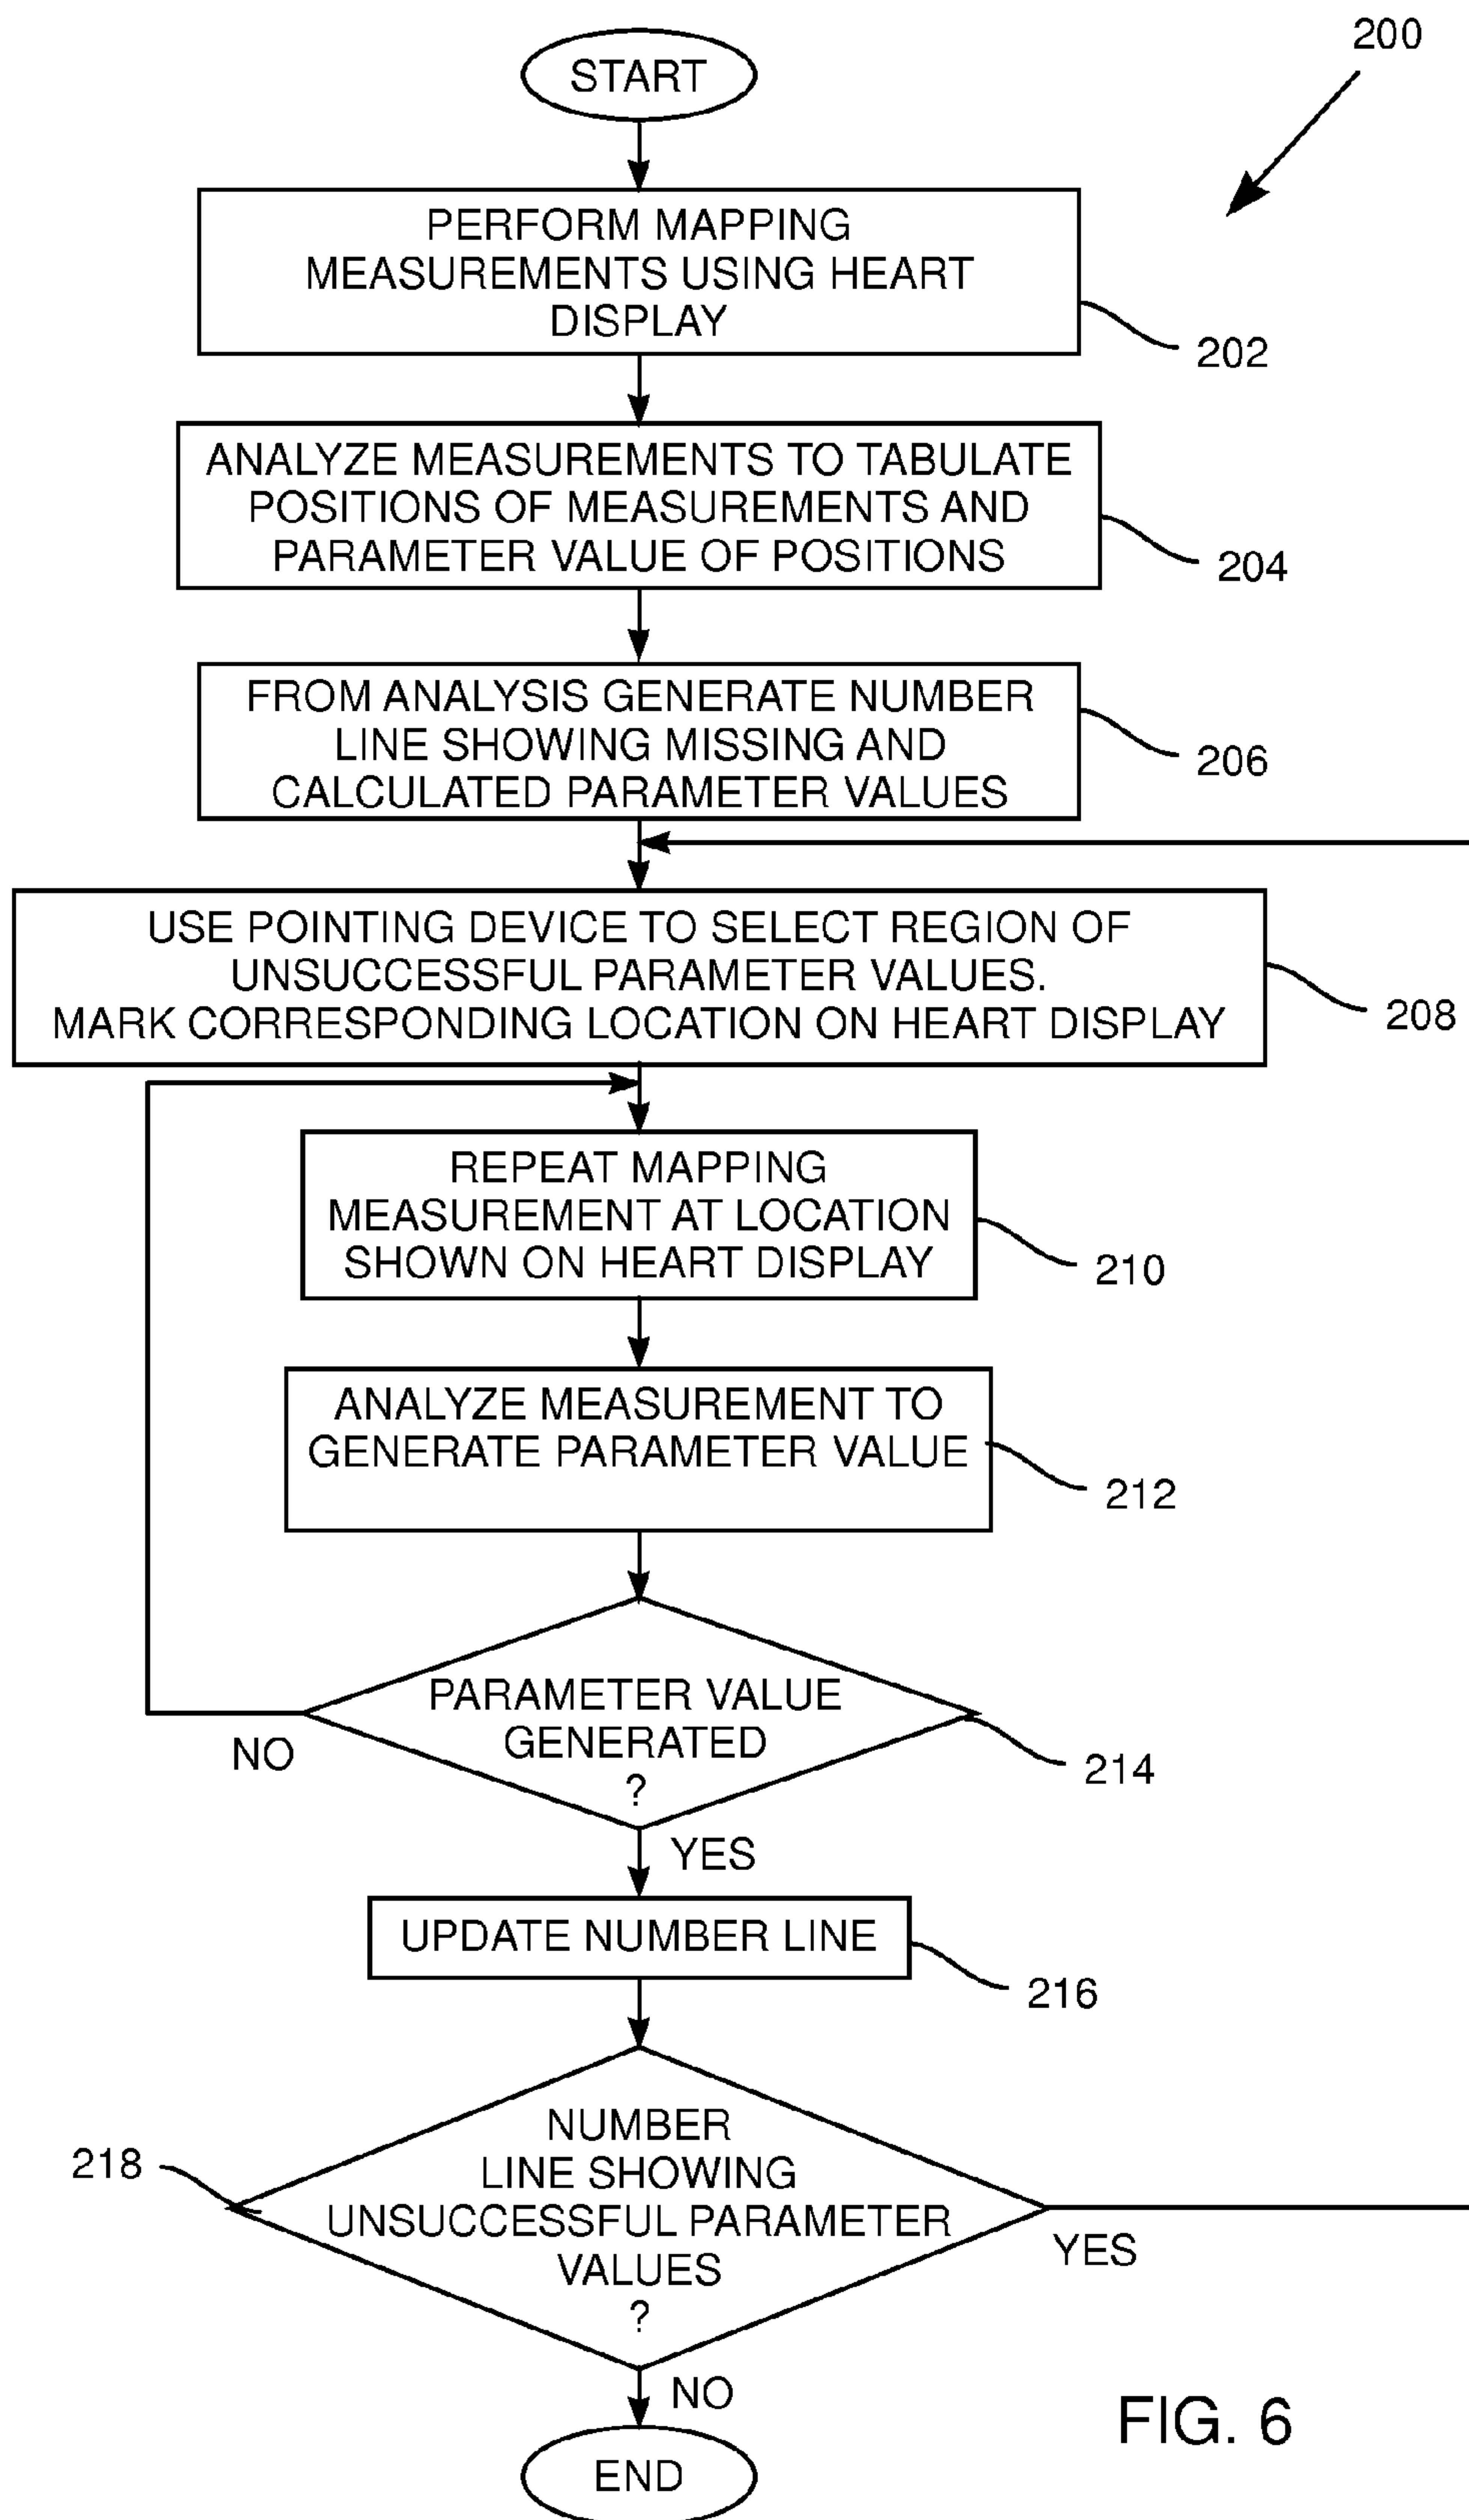 200
START
PERFORM MAPPING
MEASUREMENTS USING HEART
DISPLAY
202
ANALYZE MEASUREMENTS TO TABULATE
POSITIONS OF MEASUREMENTS AND
PARAMETER VALUE OF POSITIONS
204
FROM ANALYSIS GENERATE NUMBER
LINE SHOWING MISSING AND
CALCULATED PARAMETER VALUES
206
USE POINTING DEVICE TO SELECT REGION OF
UNSUCCESSFUL PARAMETER VALUES.
MARK CORRESPONDING LOCATION ON HEART DISPLAY
208
REPEAT MAPPING
MEASUREMENT AT LOCATION
SHOWN ON HEART DISPLAY
210
ANALYZE MEASUREMENT TO
GENERATE PARAMETER VALUE
212
PARAMETER VALUE
GENERATED
?
NO
214
YES
UPDATE NUMBER LINE
216
NUMBER
LINE SHOWING
UNSUCCESSFUL PARAMETER
VALUES
?
218
YES
NO
END
FIG. 6